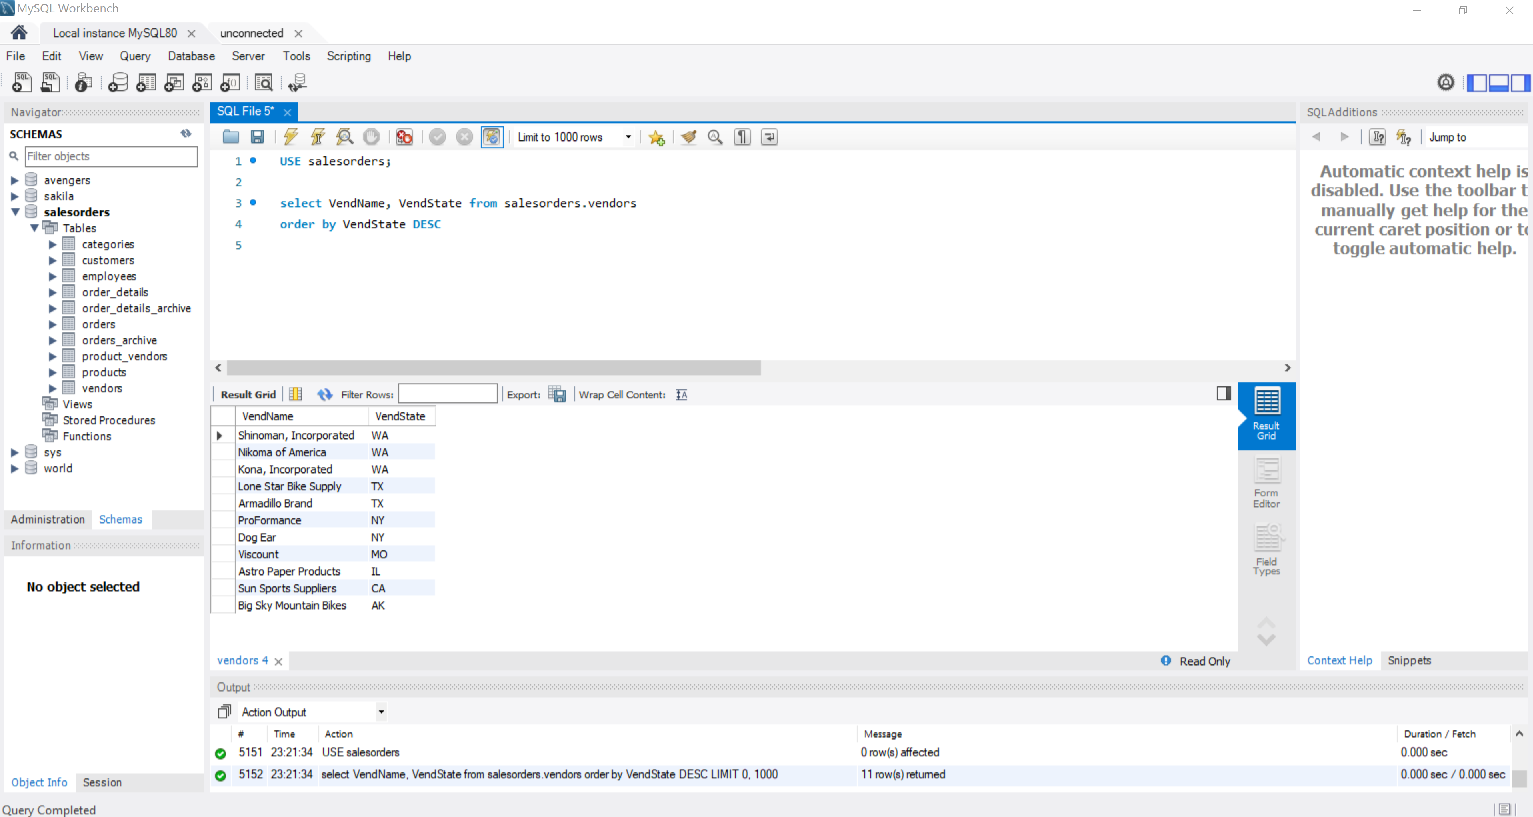 MySQL Workbench
Local instance MySQL80
unconnected
File Edit View Query Database Server Tools Scripting Help
Navigator
SCHEMAS
Filter objects
avengers
sakila
salesorders
Tables
categories
customers
employees
order_details
order_details_archive
orders
orders_archive
product_vendors
products
vendors
Views
Stored Procedures
Functions
sys
world
Administration Schemas
Information
No object selected
Object Info Session
Query Completed
SQL File 5*
Limit to 1000 rows
1 USE salesorders;
2
3 select VendName, VendState from salesorders.vendors
4 order by VendState DESC
5
Result Grid Filter Rows: Export: Wrap Cell Content:
VendName VendState
Shinoman, Incorporated WA
Nikoma of America WA
Kona, Incorporated WA
Lone Star Bike Supply TX
Armadillo Brand TX
ProFormance NY
Dog Ear NY
Viscount MO
Astro Paper Products IL
Sun Sports Suppliers CA
Big Sky Mountain Bikes AK
Result
Grid
Form
Editor
Field
Types
vendors 4
Read Only
Output
Action Output
# Time Action Message Duration / Fetch
5151 23:21:34 USE salesorders 0 row(s) affected 0.000 sec
5152 23:21:34 select VendName, VendState from salesorders.vendors order by VendState DESC LIMIT 0, 1000 11 row(s) returned 0.000 sec / 0.000 sec
SQLAdditions
Jump to
Automatic context help is
disabled. Use the toolbar t
manually get help for the
current caret position or to
toggle automatic help.
Context Help Snippets